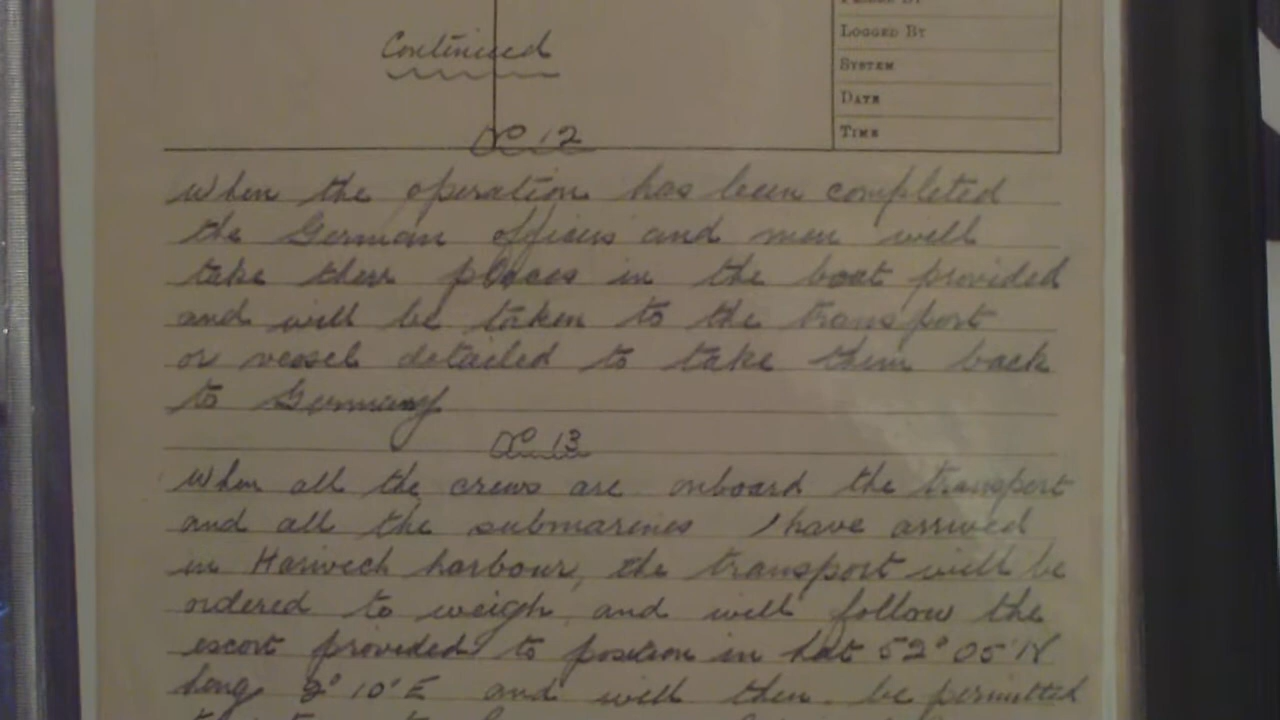 Logged By
Continued
System
Date
Time
No 12
When the operation has been completed
the German officers and men will
take their places in the boat provided
and will be taken to the transport
or vessel detailed to take them back
to Germany
No 13
When all the crews are onboard the transport
and all the submarines have arrived
in Harwich harbour, the transport will be
ordered to weigh, and will follow the
escort provided to position in Lat 52° 05' N
Long 2° 10' E and will then be permitted